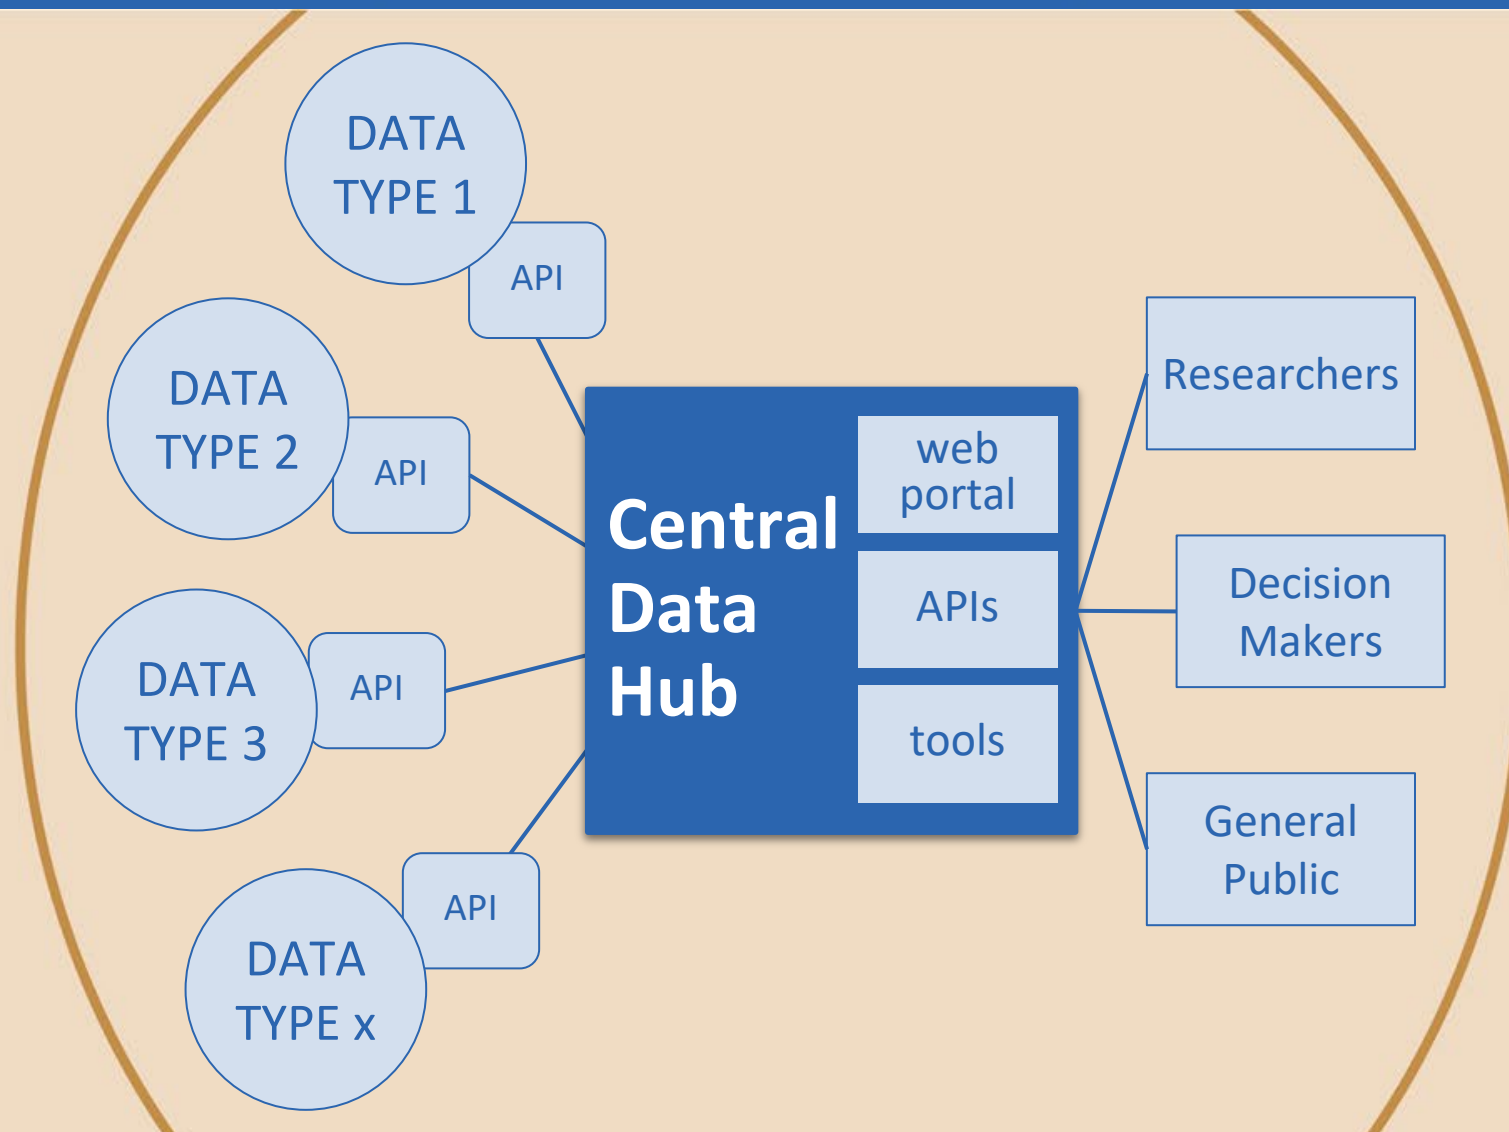 DATA
TYPE 1
API
DATA
TYPE 2
API
DATA
TYPE 3
API
DATA
TYPE x
API
Central
Data
Hub
web
portal
APIs
tools
Researchers
Decision
Makers
General
Public